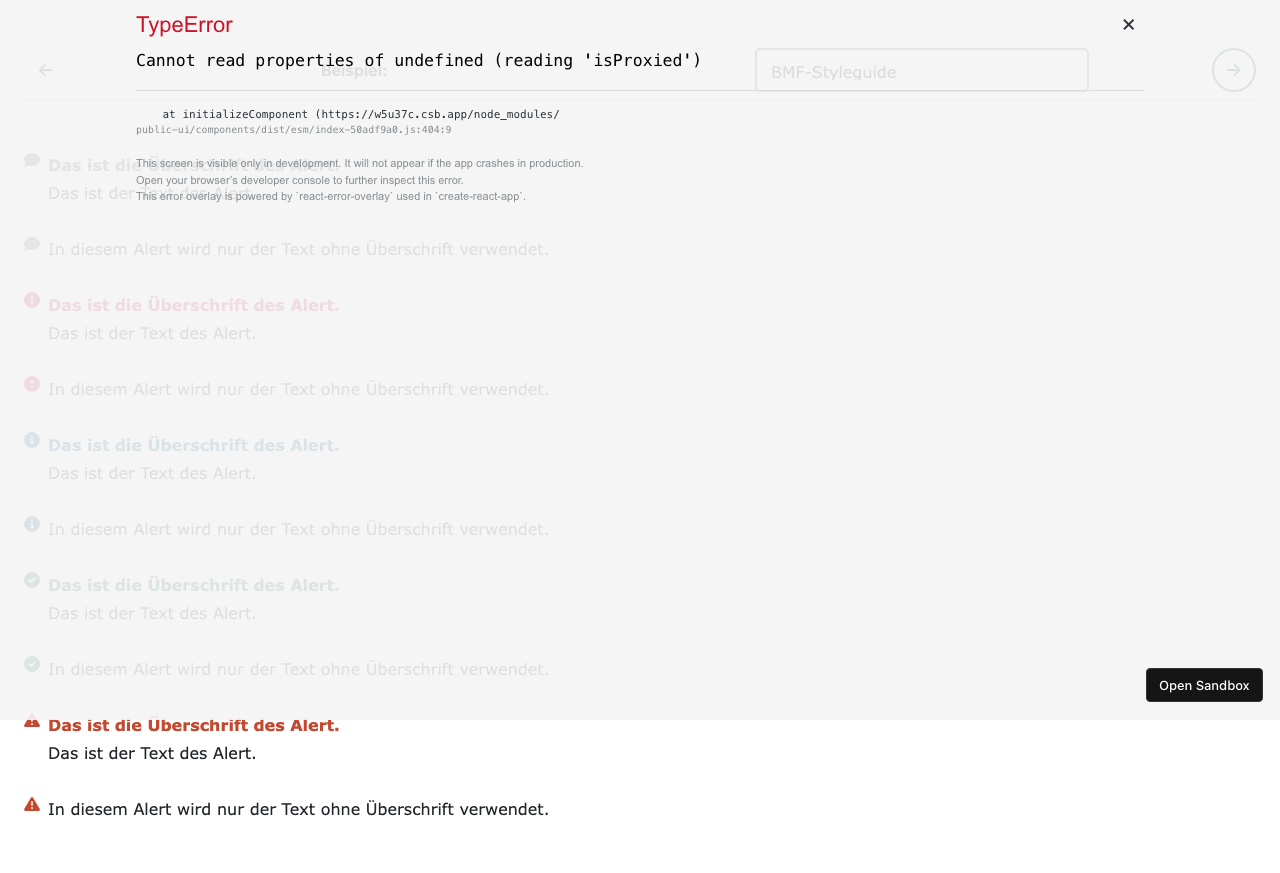 TypeError
Cannot read properties of undefined (reading 'isProxied')
Beispiel:
BMF-Styleguide
at initializeComponent (https://w5u37c.csb.app/node_modules/
public-ui/components/dist/esm/index-50adf9a0.js:404:9
This screen is visible only in development. It will not appear if the app crashes in production.
Open your browser's developer console to further inspect this error.
This error overlay is powered by `react-error-overlay` used in `create-react-app`.
Das ist die Überschrift des Alert.
Das ist der Text des Alert.
In diesem Alert wird nur der Text ohne Überschrift verwendet.
Das ist die Überschrift des Alert.
Das ist der Text des Alert.
In diesem Alert wird nur der Text ohne Überschrift verwendet.
Das ist die Überschrift des Alert.
Das ist der Text des Alert.
In diesem Alert wird nur der Text ohne Überschrift verwendet.
Das ist die Überschrift des Alert.
Das ist der Text des Alert.
In diesem Alert wird nur der Text ohne Überschrift verwendet.
Open Sandbox
Das ist die Überschrift des Alert.
Das ist der Text des Alert.
In diesem Alert wird nur der Text ohne Überschrift verwendet.